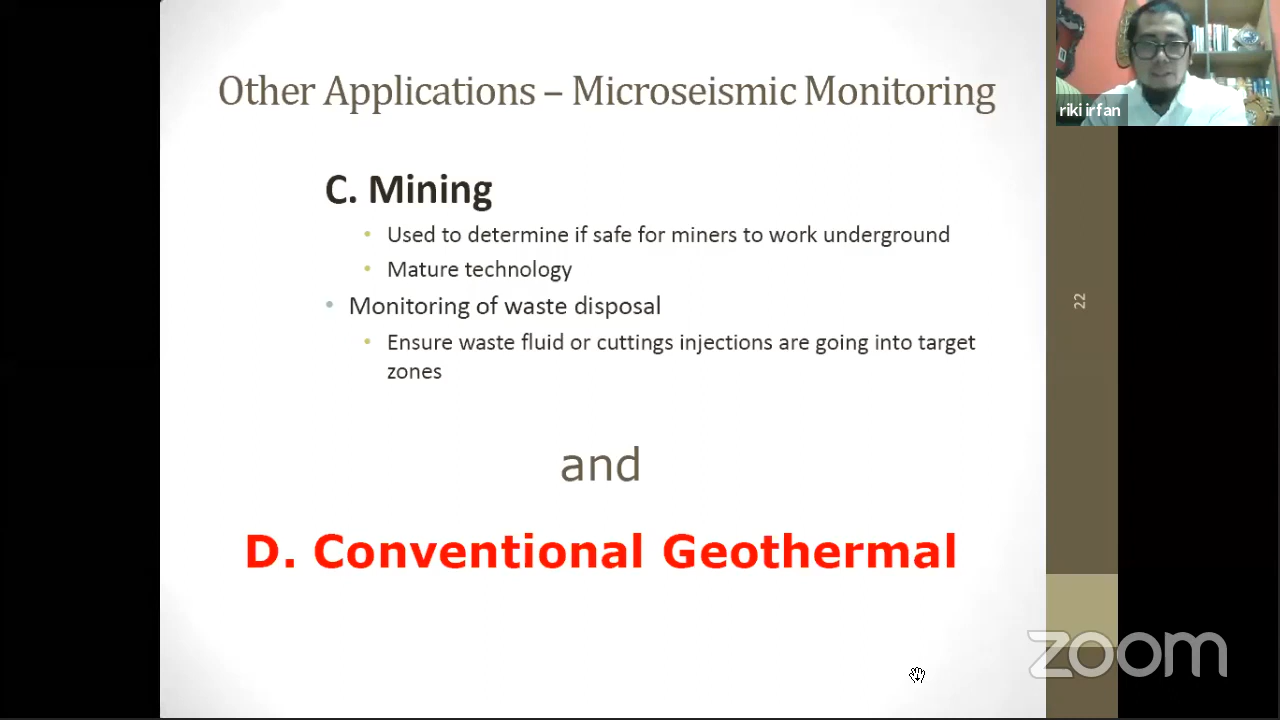 Other Applications – Microseismic Monitoring
riki irfan
C. Mining
• Used to determine if safe for miners to work underground
• Mature technology
• Monitoring of waste disposal
• Ensure waste fluid or cuttings injections are going into target
zones
22
and
D. Conventional Geothermal
zoom